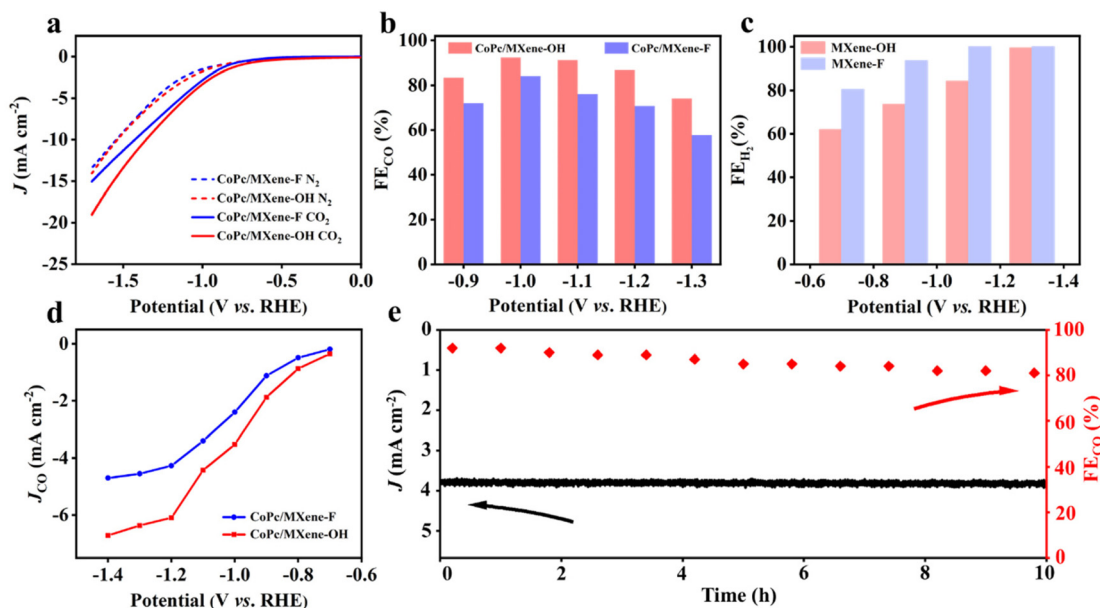 a
J (mA cm⁻²)
0
-5
-10
-15
-20
-25
-1.5
-1.0
-0.5
0.0
Potential (V vs. RHE)
CoPc/MXene-F N₂
CoPc/MXene-OH N₂
CoPc/MXene-F CO₂
CoPc/MXene-OH CO₂
b
FE_CO (%)
100
80
60
40
20
0
-0.9
-1.0
-1.1
-1.2
-1.3
Potential (V vs. RHE)
CoPc/MXene-OH
CoPc/MXene-F
c
FE_H₂ (%)
100
80
60
40
20
0
-0.6
-0.8
-1.0
-1.2
-1.4
Potential (V vs. RHE)
MXene-OH
MXene-F
d
J_CO (mA cm⁻²)
0
-2
-4
-6
-1.4
-1.2
-1.0
-0.8
-0.6
Potential (V vs. RHE)
CoPc/MXene-F
CoPc/MXene-OH
e
J (mA cm⁻²)
0
1
2
3
4
5
0
2
4
6
8
10
Time (h)
100
80
60
40
20
0
FE_CO (%)